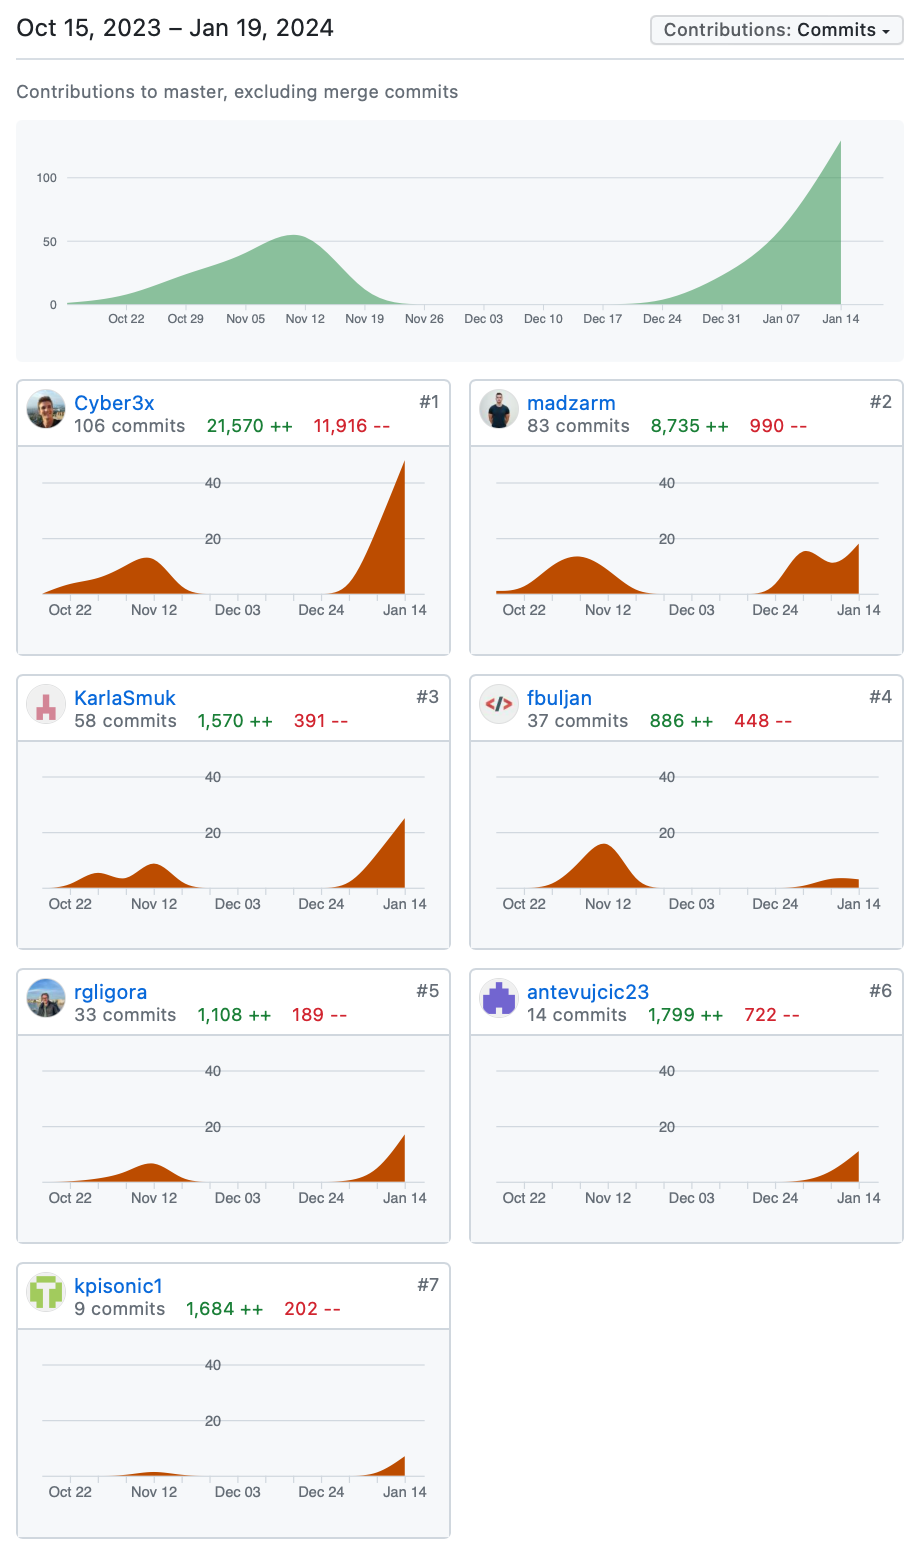 Oct 15, 2023 – Jan 19, 2024
Contributions: Commits
Contributions to master, excluding merge commits
100
50
0
Oct 22 Oct 29 Nov 05 Nov 12 Nov 19 Nov 26 Dec 03 Dec 10 Dec 17 Dec 24 Dec 31 Jan 07 Jan 14
Cyber3x #1
106 commits 21,570 ++ 11,916 --
40
20
Oct 22 Nov 12 Dec 03 Dec 24 Jan 14
madzarm #2
83 commits 8,735 ++ 990 --
40
20
Oct 22 Nov 12 Dec 03 Dec 24 Jan 14
KarlaSmuk #3
58 commits 1,570 ++ 391 --
40
20
Oct 22 Nov 12 Dec 03 Dec 24 Jan 14
fbuljan #4
37 commits 886 ++ 448 --
40
20
Oct 22 Nov 12 Dec 03 Dec 24 Jan 14
rgligora #5
33 commits 1,108 ++ 189 --
40
20
Oct 22 Nov 12 Dec 03 Dec 24 Jan 14
antevujcic23 #6
14 commits 1,799 ++ 722 --
40
20
Oct 22 Nov 12 Dec 03 Dec 24 Jan 14
kpisonic1 #7
9 commits 1,684 ++ 202 --
40
20
Oct 22 Nov 12 Dec 03 Dec 24 Jan 14